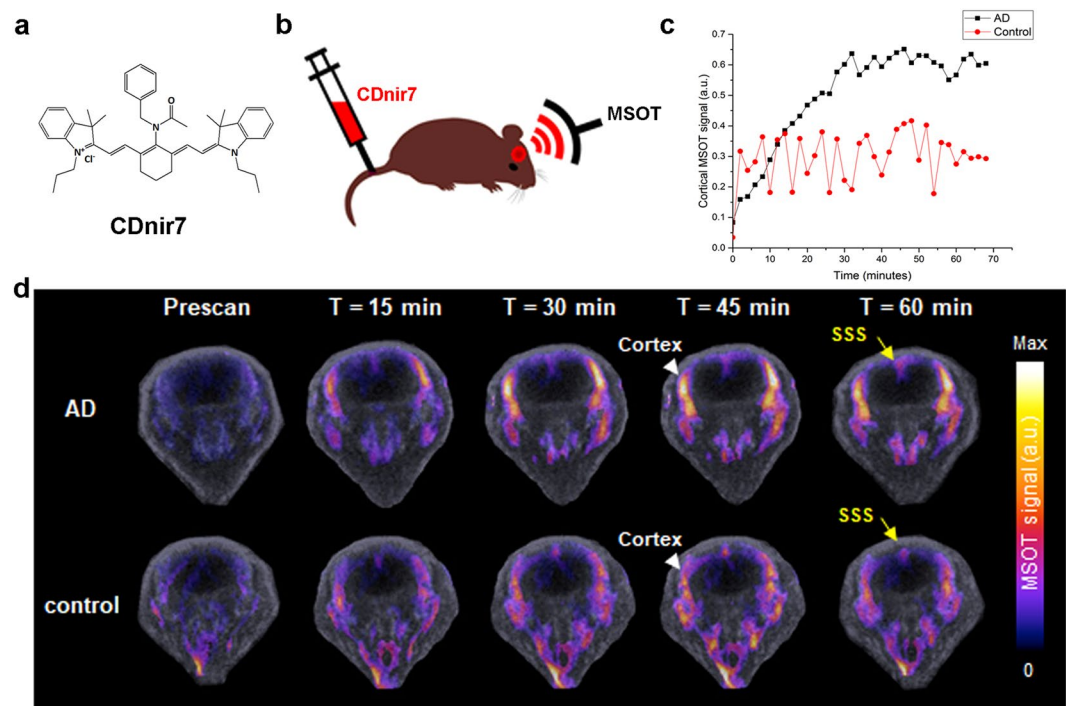 a
b
c
d
N
O
N⁺
Cl⁻
N
CDnir7
CDnir7
MSOT
AD
Control
Cortical MSOT signal (a.u.)
0.7
0.6
0.5
0.4
0.3
0.2
0.1
0.0
0 10 20 30 40 50 60 70
Time (minutes)
Prescan T = 15 min T = 30 min T = 45 min T = 60 min
AD
Cortex
SSS
control
Cortex
SSS
Max
MSOT signal (a.u.)
0